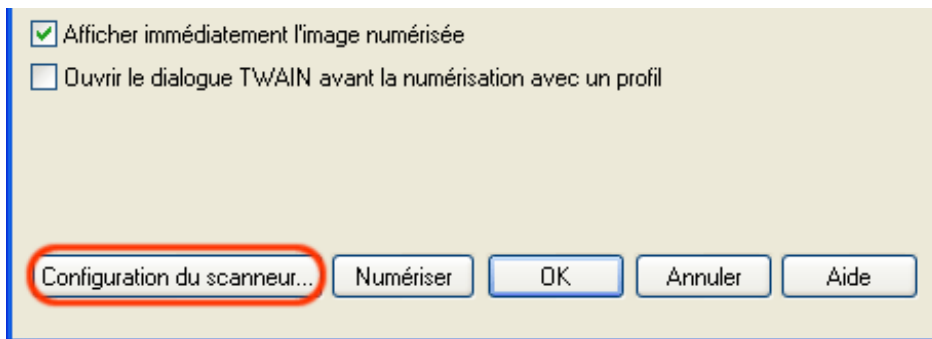 Afficher immédiatement l'image numérisée
Ouvrir le dialogue TWAIN avant la numérisation avec un profil
Configuration du scanneur... Numériser OK Annuler Aide